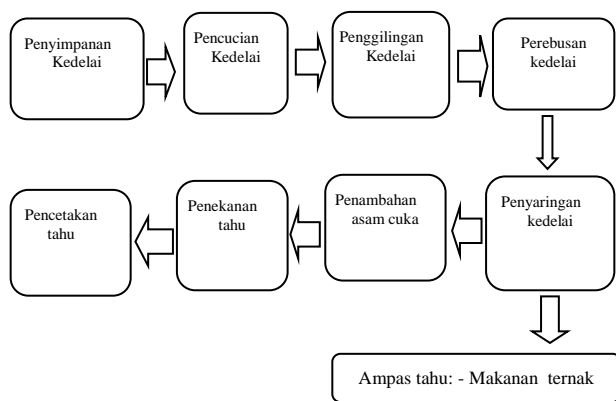 Penyimpanan
Kedelai
Pencucian
Kedelai
Penggilingan
Kedelai
Perebusan
kedelai
Pencetakan
tahu
Penekanan
tahu
Penambahan
asam cuka
Penyaringan
kedelai
Ampas tahu: - Makanan ternak